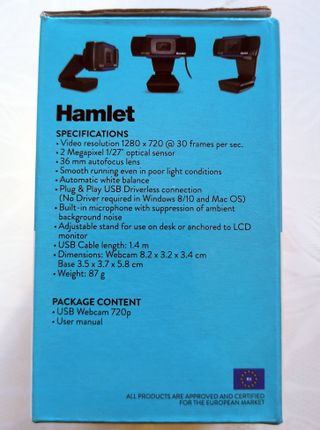 Hamlet
SPECIFICATIONS
• Video resolution 1280 x 720 @ 30 frames per sec.
• 2 Megapixel 1/27" optical sensor
• 36 mm autofocus lens
• Smooth running even in poor light conditions
• Automatic white balance
• Plug & Play USB Driverless connection
(No Driver required in Windows 8/10 and Mac OS)
• Built-in microphone with suppression of ambient
background noise
• Adjustable stand for use on desk or anchored to LCD
monitor
• USB Cable length: 1.4 m
• Dimensions: Webcam 8.2 x 3.2 x 3.4 cm
Base 3.5 x 3.7 x 5.8 cm
• Weight: 87 g
PACKAGE CONTENT
• USB Webcam 720p
• User manual
ALL PRODUCTS ARE APPROVED AND CERTIFIED
FOR THE EUROPEAN MARKET